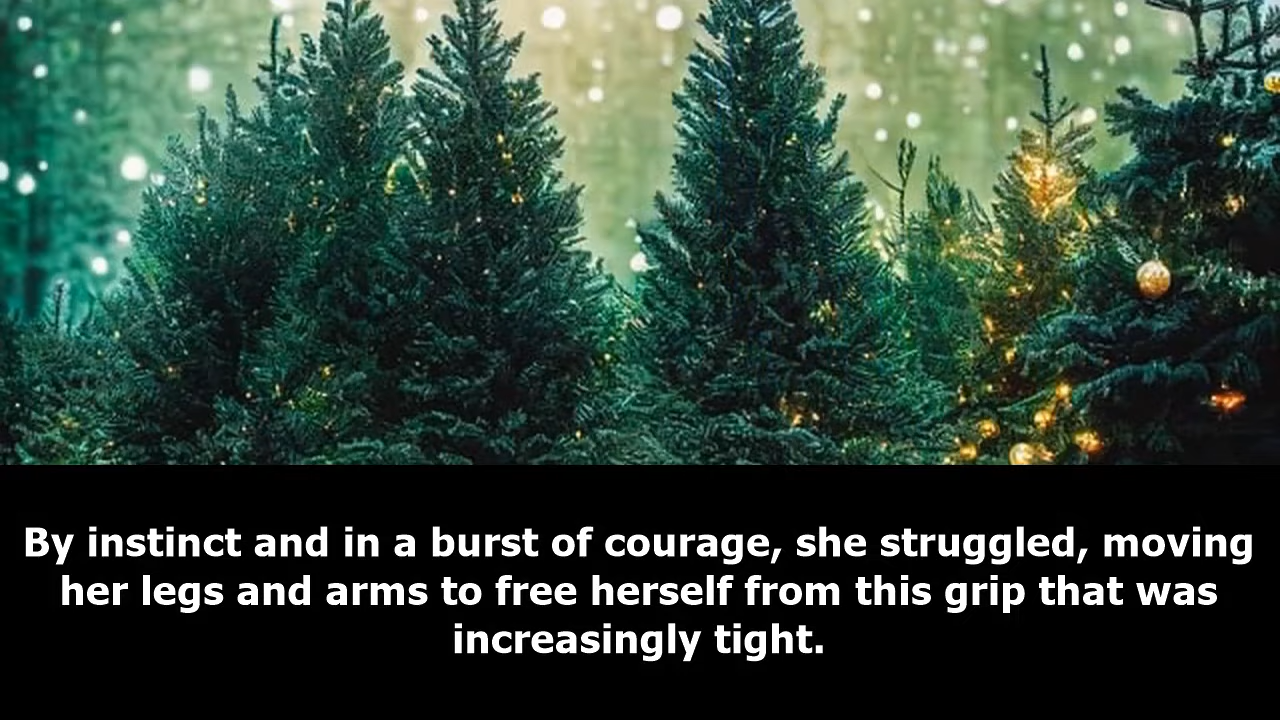 By instinct and in a burst of courage, she struggled, moving
her legs and arms to free herself from this grip that was
increasingly tight.